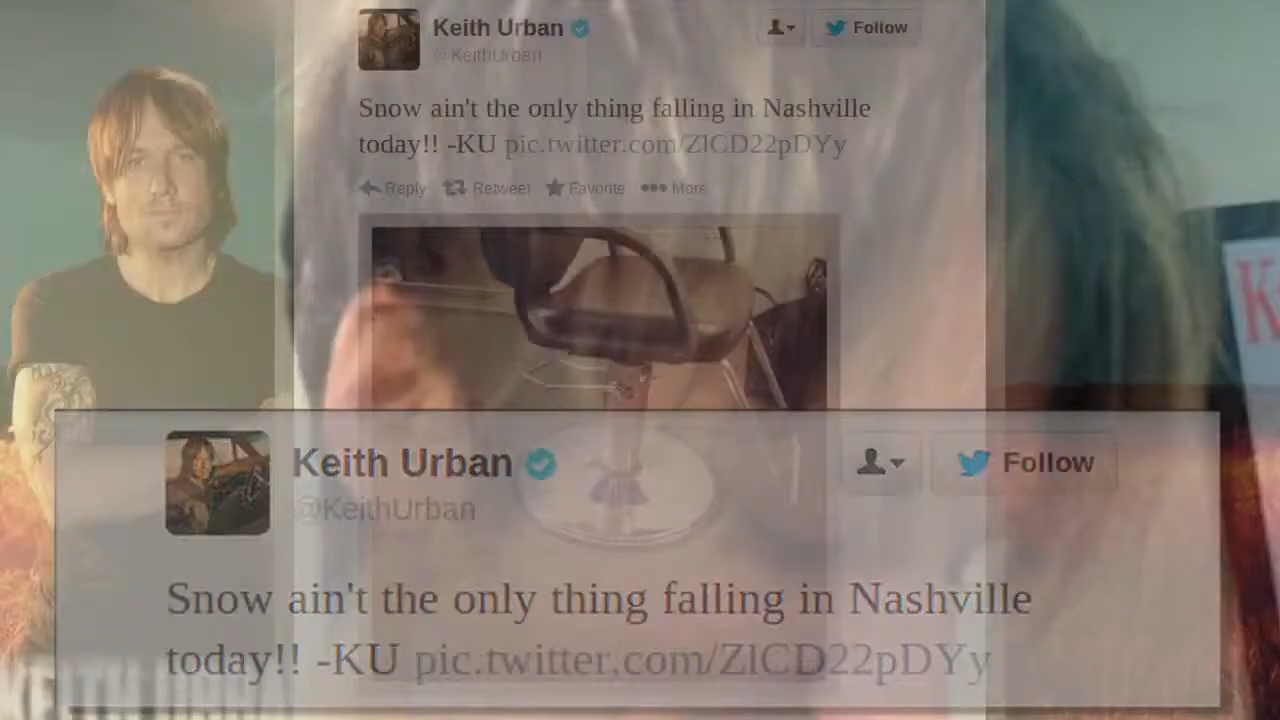 Keith Urban
@KeithUrban
Follow
Snow ain't the only thing falling in Nashville
today!! -KU pic.twitter.com/ZlCD22pDYy
Reply Retweet Favorite More
K
Keith Urban
@KeithUrban
Follow
Snow ain't the only thing falling in Nashville
today!! -KU pic.twitter.com/ZlCD22pDYy